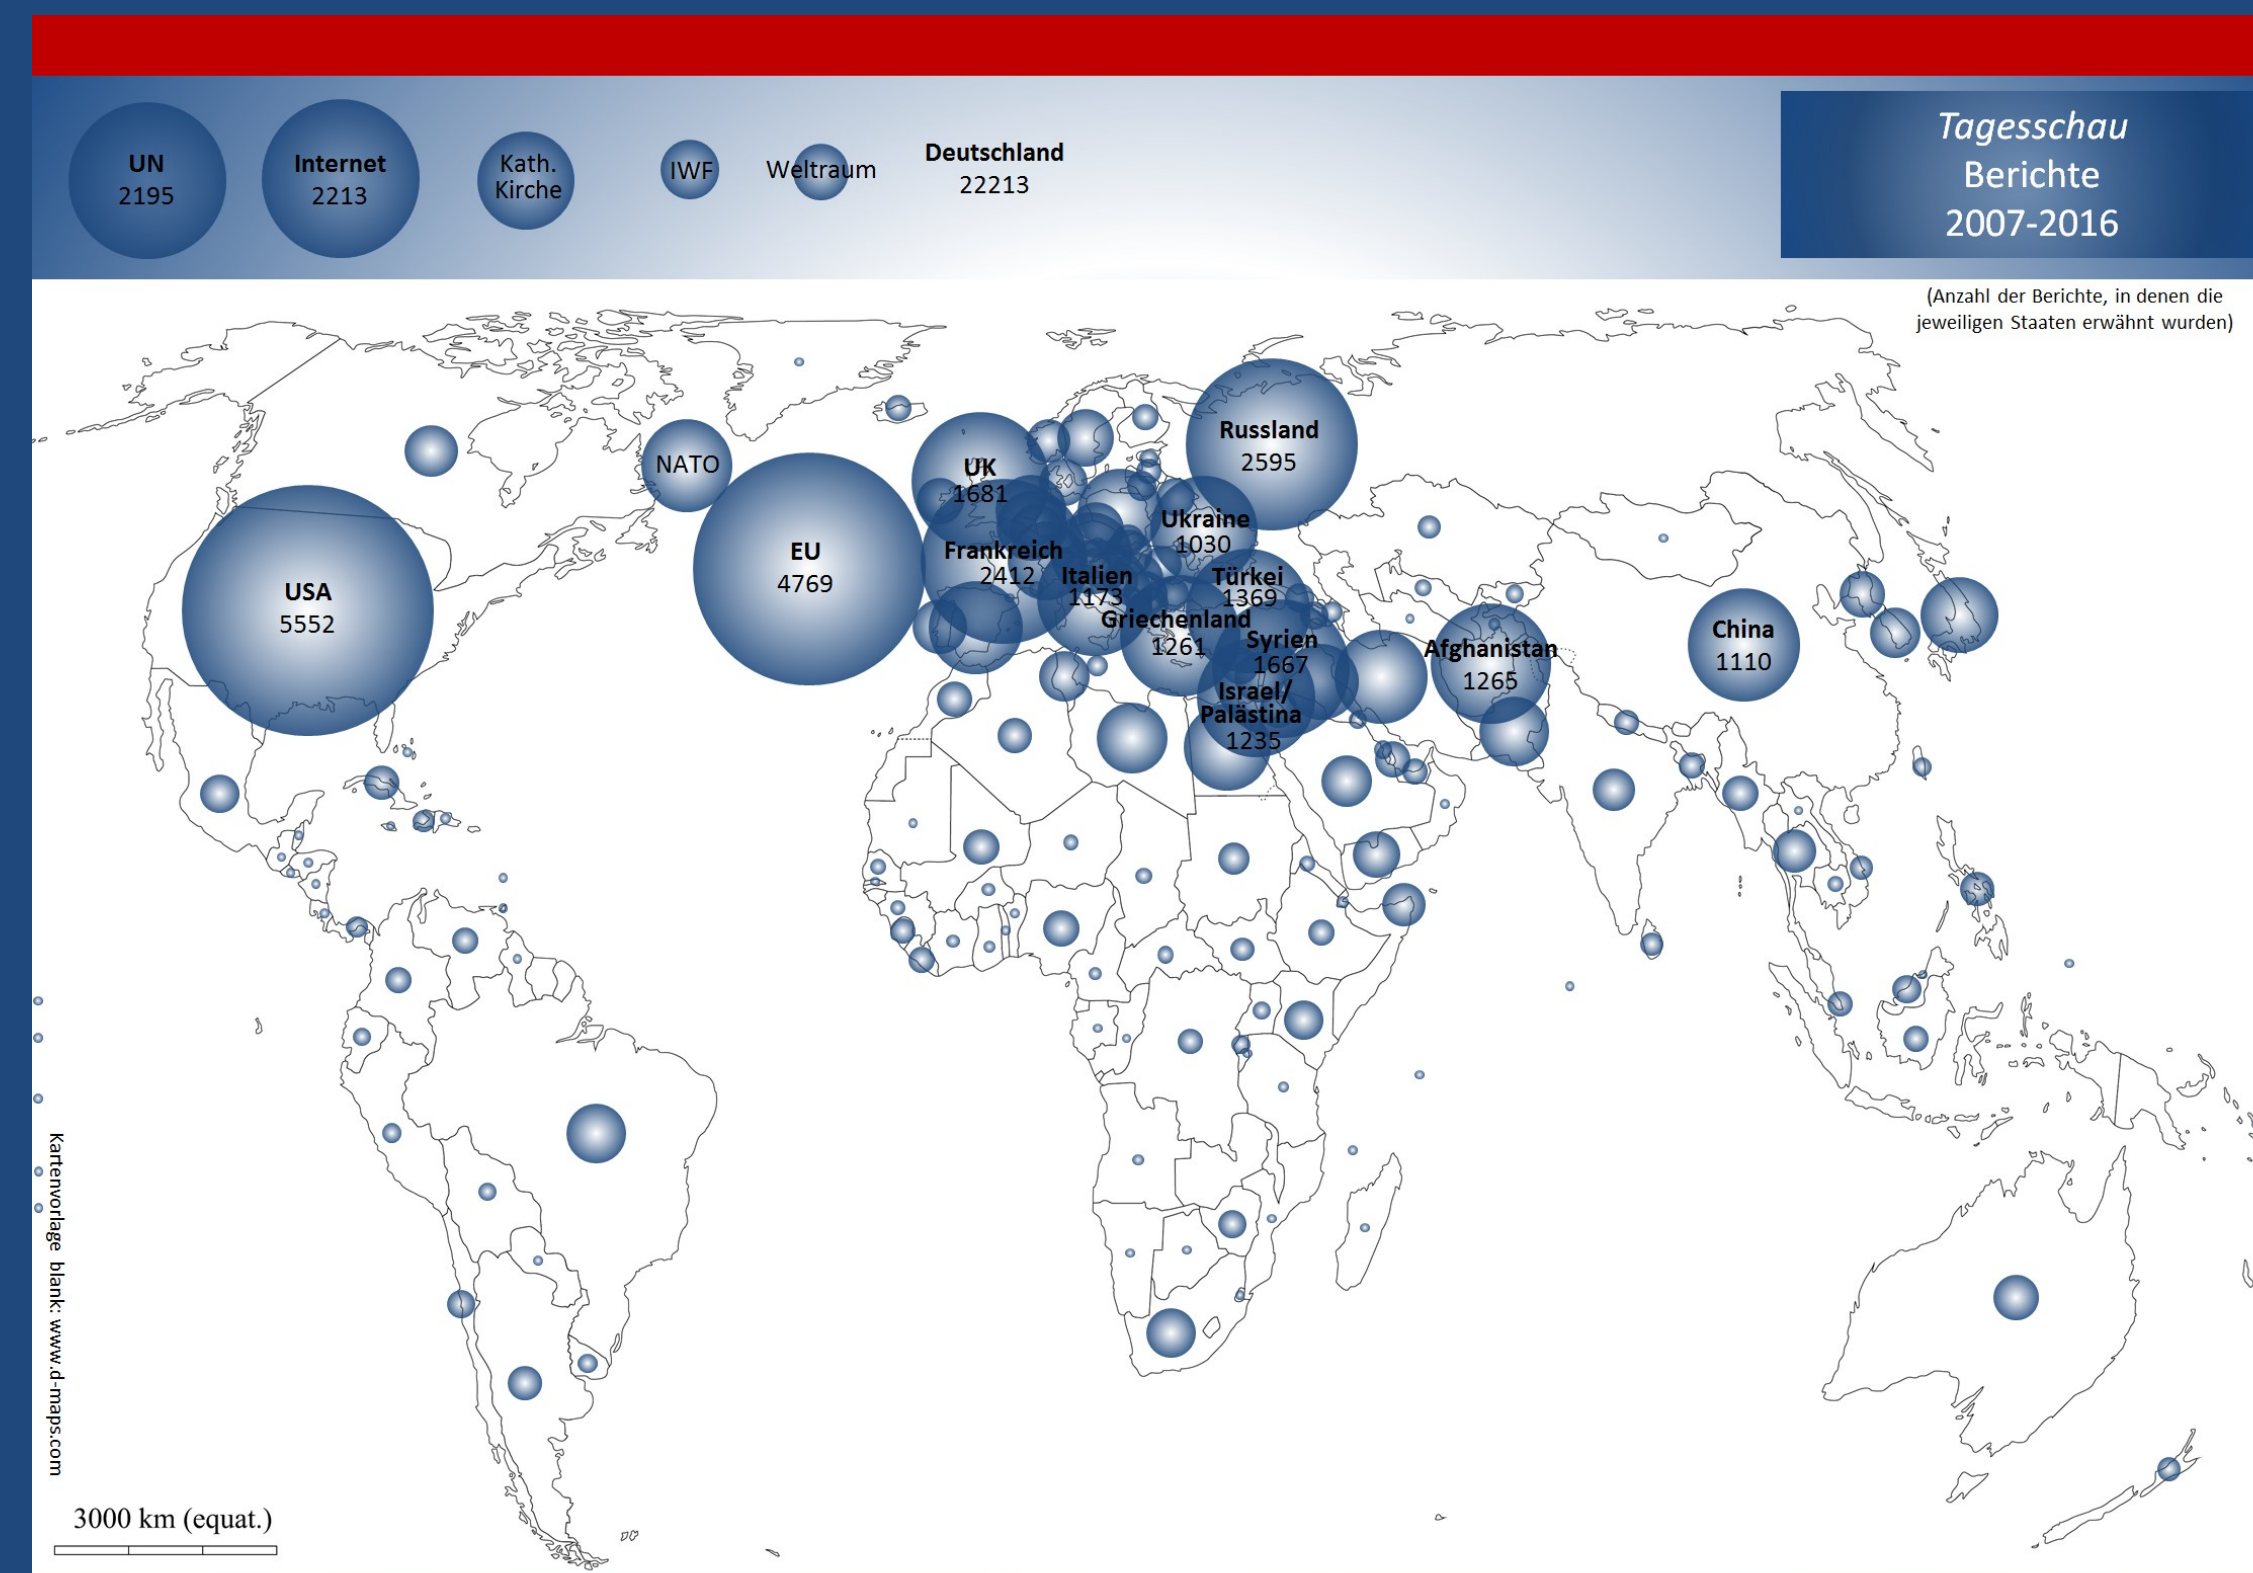 UN
2195
Internet
2213
Kath.
Kirche
IWF
Weltraum
Deutschland
22213
Tagesschau
Berichte
2007-2016
(Anzahl der Berichte, in denen die
jeweiligen Staaten erwähnt wurden)
Russland
2595
NATO
UK
1681
Ukraine
1030
EU
4769
Frankreich
2412
Italien
1173
Türkei
1369
USA
5552
Griechenland
1261
Syrien
1667
Afghanistan
1265
China
1110
Israel/
Palästina
1235
Kartenvorlage blank: www.d-maps.com
3000 km (equat.)